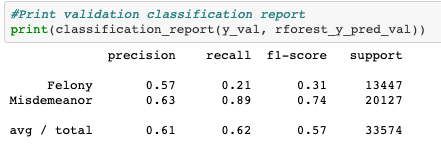 #Print validation classification report
print(classification_report(y_val, rforest_y_pred_val))
precision recall f1-score support
Felony 0.57 0.21 0.31 13447
Misdemeanor 0.63 0.89 0.74 20127
avg / total 0.61 0.62 0.57 33574